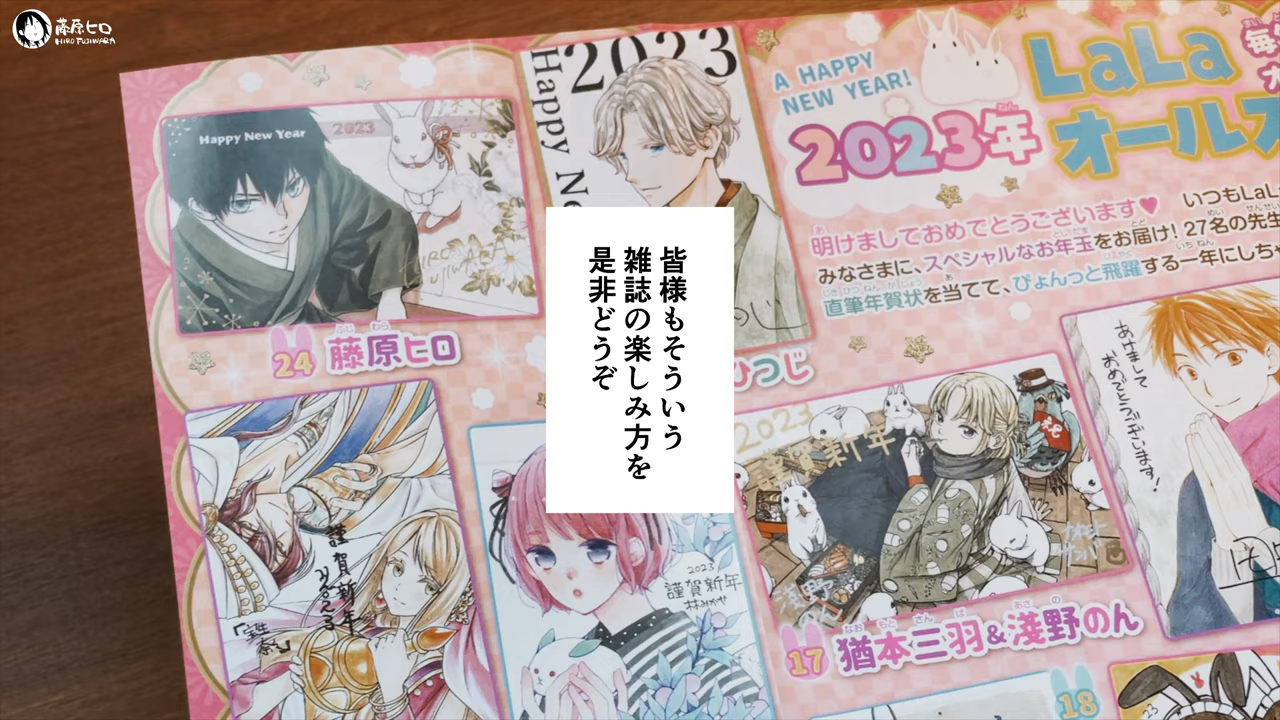 藤原ヒロ
HIRO FUJIWARA
皆様もそういう
雑誌の楽しみ方を
是非どうぞ
Happy New Year
2023
HIRO FUJIWARA
24 藤原ヒロ
2023
Happy Ne
ひつじ
A HAPPY
NEW YEAR!
2023年
LaLa
オールス
毎年
明けましておめでとうございます♥
いつもLaLa
みなさまに、スペシャルなお年玉をお届け! 27名の先生
直筆年賀状を当てて、ぴょんっと飛躍する一年にしちゃ
謹賀新年
2023
2023
謹賀新年
2023
謹賀新年
17 猶本三羽&淺野のん
あけまして
おめでとうございます!
18